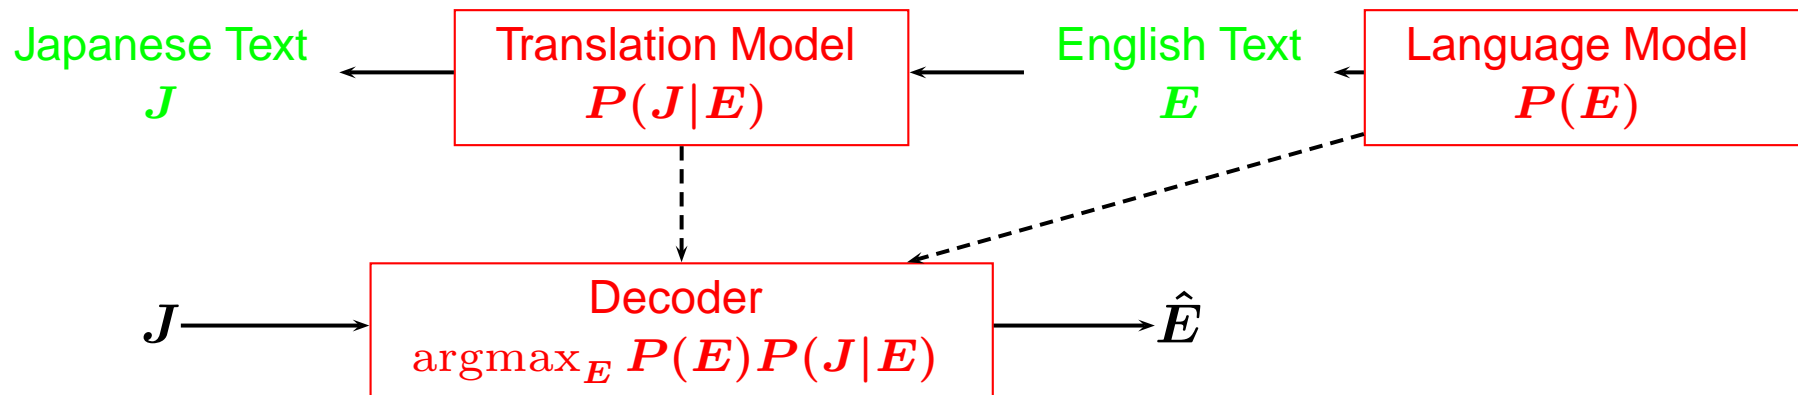 Japanese Text
J
Translation Model
P(J|E)
English Text
E
Language Model
P(E)
J
Decoder
argmax_E P(E)P(J|E)
Ê